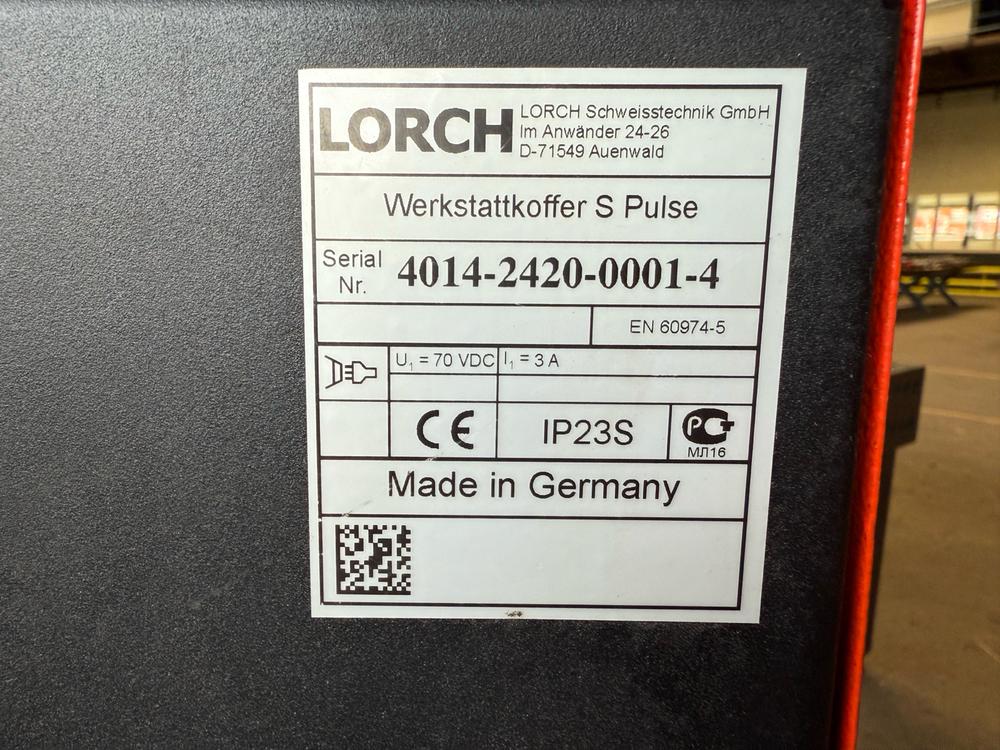 LORCH
LORCH Schweisstechnik GmbH
Im Anwänder 24-26
D-71549 Auenwald
Werkstattkoffer S Pulse
Serial Nr. 4014-2420-0001-4
EN 60974-5
U₁ = 70 VDC I₁ = 3 A
CE IP23S
МЛ16
Made in Germany